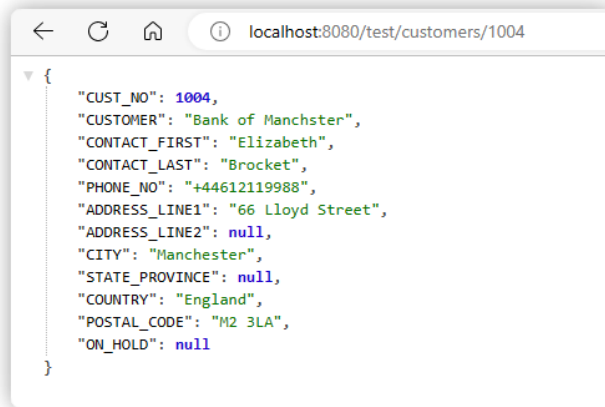 localhost:8080/test/customers/1004
{
"CUST_NO": 1004,
"CUSTOMER": "Bank of Manchster",
"CONTACT_FIRST": "Elizabeth",
"CONTACT_LAST": "Brocket",
"PHONE_NO": "+44612119988",
"ADDRESS_LINE1": "66 Lloyd Street",
"ADDRESS_LINE2": null,
"CITY": "Manchester",
"STATE_PROVINCE": null,
"COUNTRY": "England",
"POSTAL_CODE": "M2 3LA",
"ON_HOLD": null
}